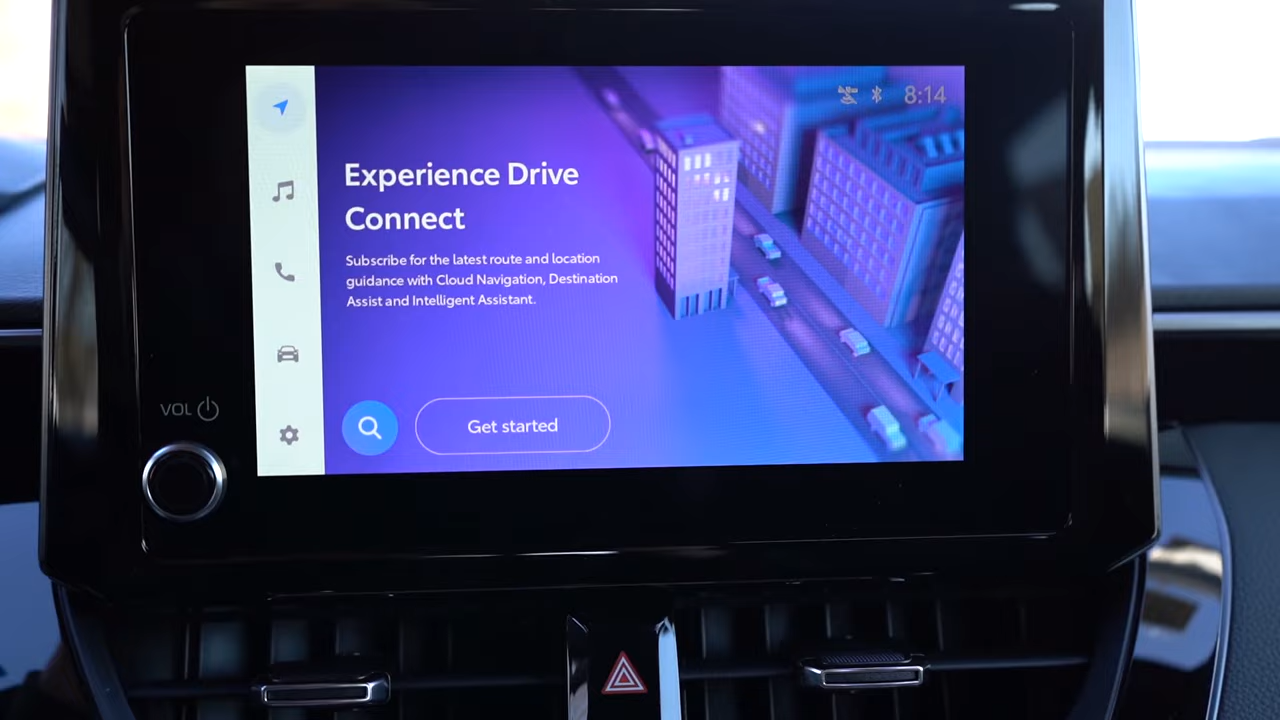 8:14
Experience Drive
Connect
Subscribe for the latest route and location
guidance with Cloud Navigation, Destination
Assist and Intelligent Assistant.
VOL
Get started